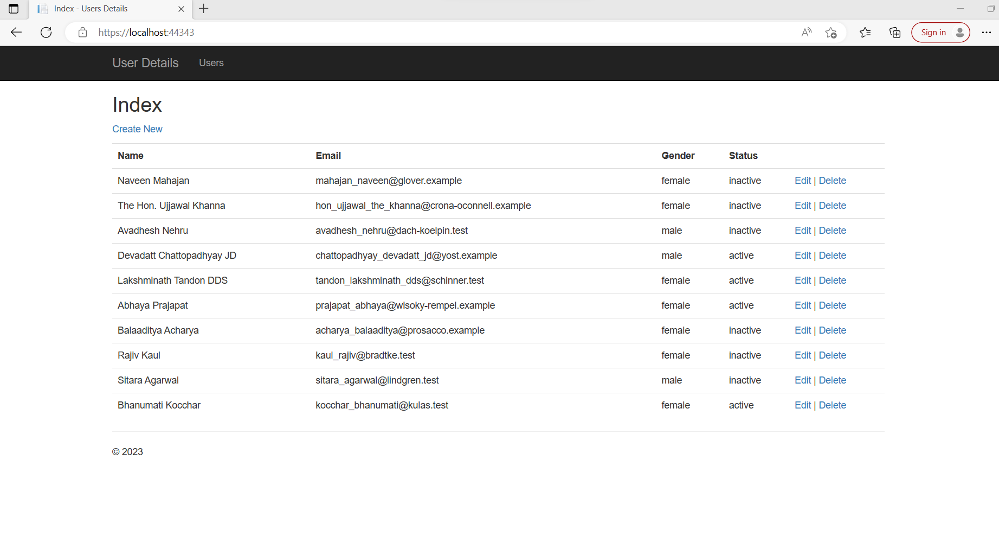 Index - Users Details
https://localhost:44343
Sign in
User Details Users
Index
Create New
Name Email Gender Status
Naveen Mahajan mahajan_naveen@glover.example female inactive Edit | Delete
The Hon. Ujjawal Khanna hon_ujjawal_the_khanna@crona-oconnell.example female inactive Edit | Delete
Avadhesh Nehru avadhesh_nehru@dach-koelpin.test male inactive Edit | Delete
Devadatt Chattopadhyay JD chattopadhyay_devadatt_jd@yost.example male active Edit | Delete
Lakshminath Tandon DDS tandon_lakshminath_dds@schinner.test female active Edit | Delete
Abhaya Prajapat prajapat_abhaya@wisoky-rempel.example female active Edit | Delete
Balaaditya Acharya acharya_balaaditya@prosacco.example female inactive Edit | Delete
Rajiv Kaul kaul_rajiv@bradtke.test female inactive Edit | Delete
Sitara Agarwal sitara_agarwal@lindgren.test male inactive Edit | Delete
Bhanumati Kocchar kocchar_bhanumati@kulas.test female active Edit | Delete
© 2023